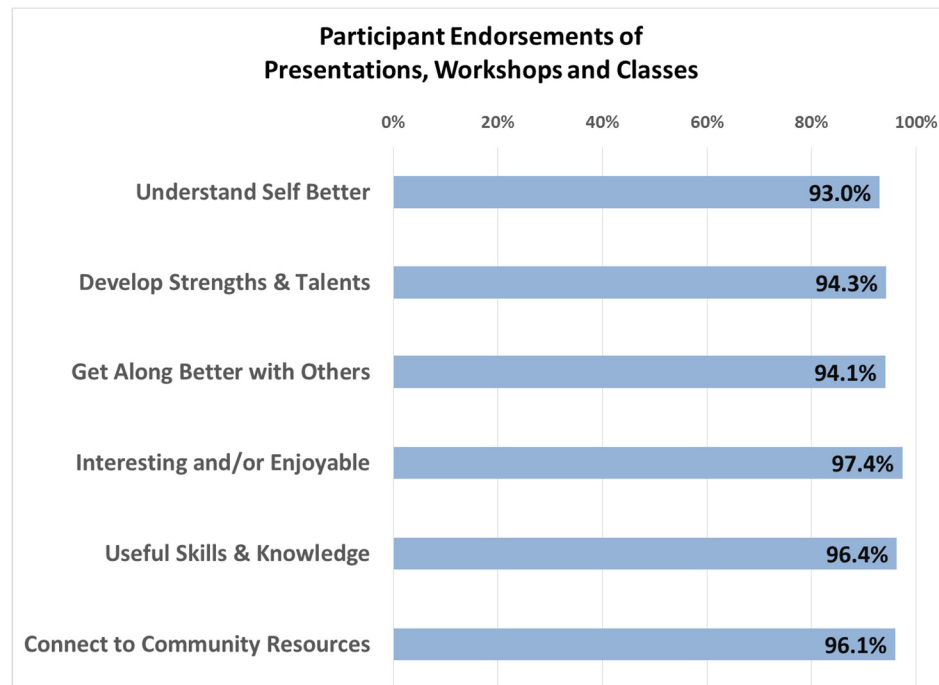 Participant Endorsements of
Presentations, Workshops and Classes
0% 20% 40% 60% 80% 100%
Understand Self Better 93.0%
Develop Strengths & Talents 94.3%
Get Along Better with Others 94.1%
Interesting and/or Enjoyable 97.4%
Useful Skills & Knowledge 96.4%
Connect to Community Resources 96.1%